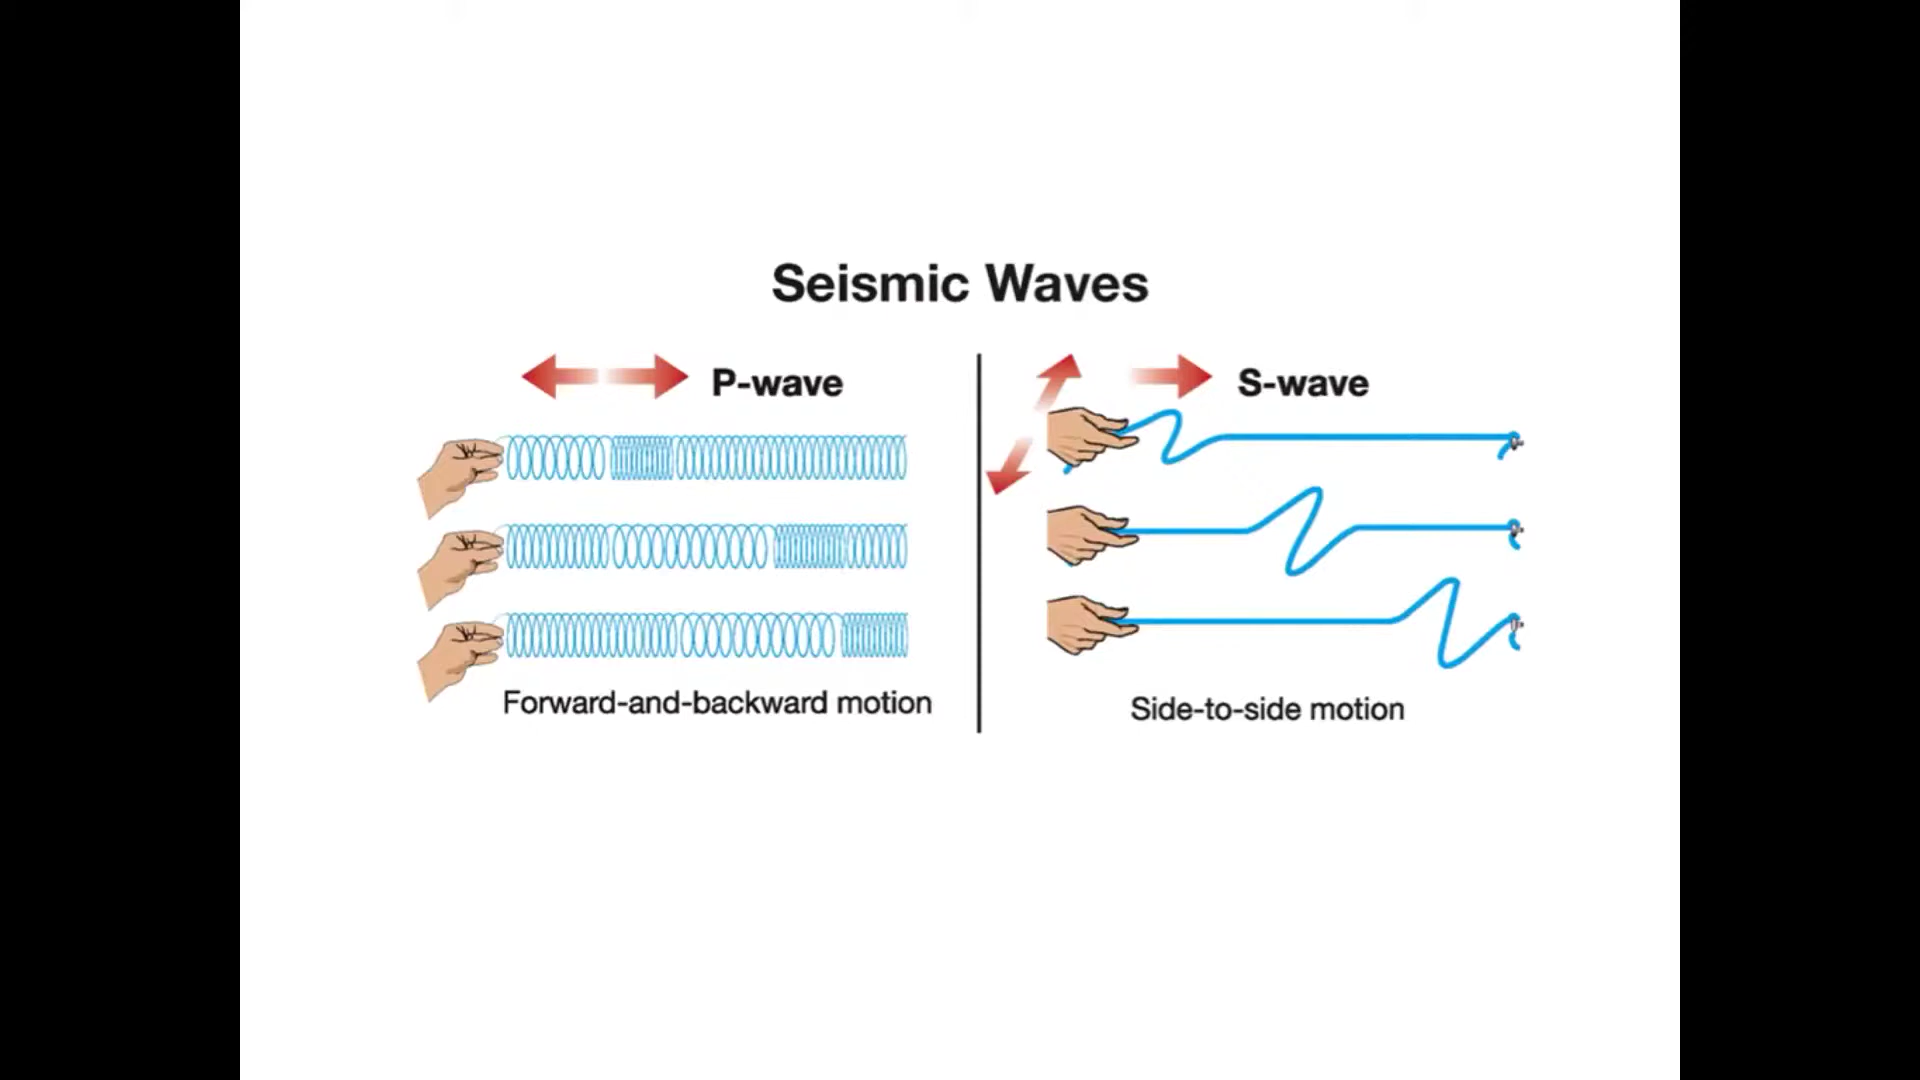 Seismic Waves
P-wave
Forward-and-backward motion
S-wave
Side-to-side motion